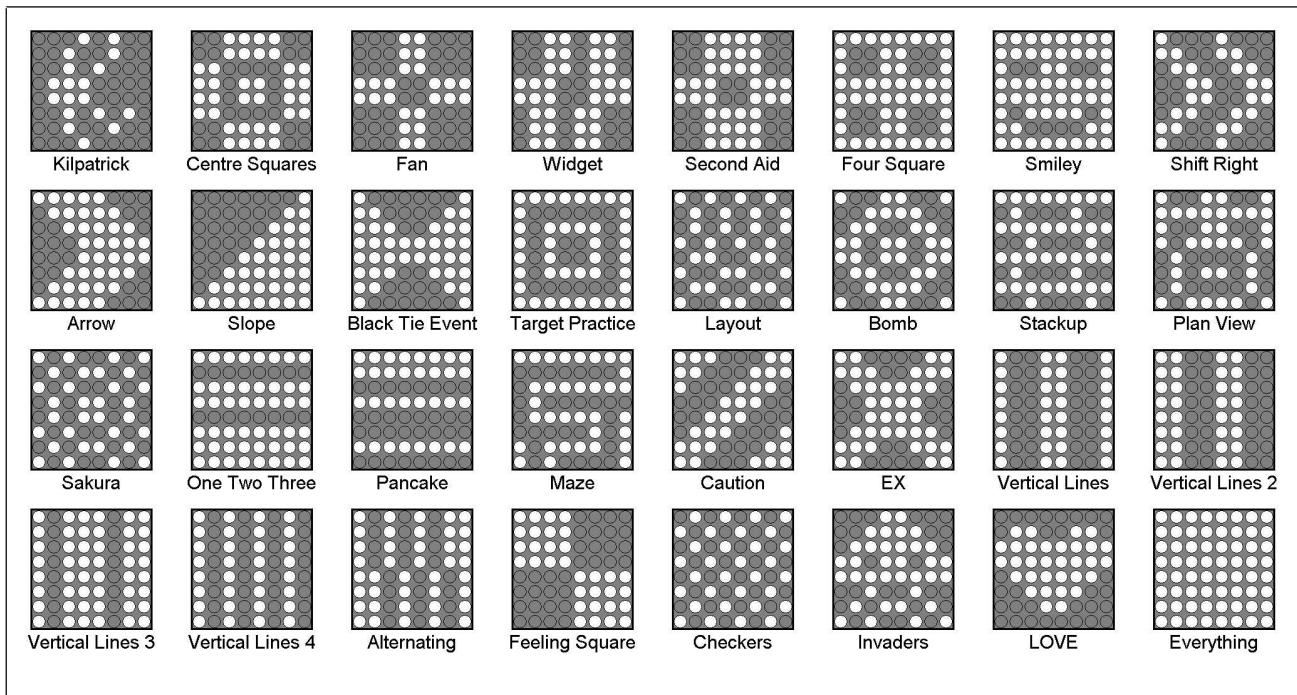 Kilpatrick Centre Squares Fan Widget Second Aid Four Square Smiley Shift Right
Arrow Slope Black Tie Event Target Practice Layout Bomb Stackup Plan View
Sakura One Two Three Pancake Maze Caution EX Vertical Lines Vertical Lines 2
Vertical Lines 3 Vertical Lines 4 Alternating Feeling Square Checkers Invaders LOVE Everything